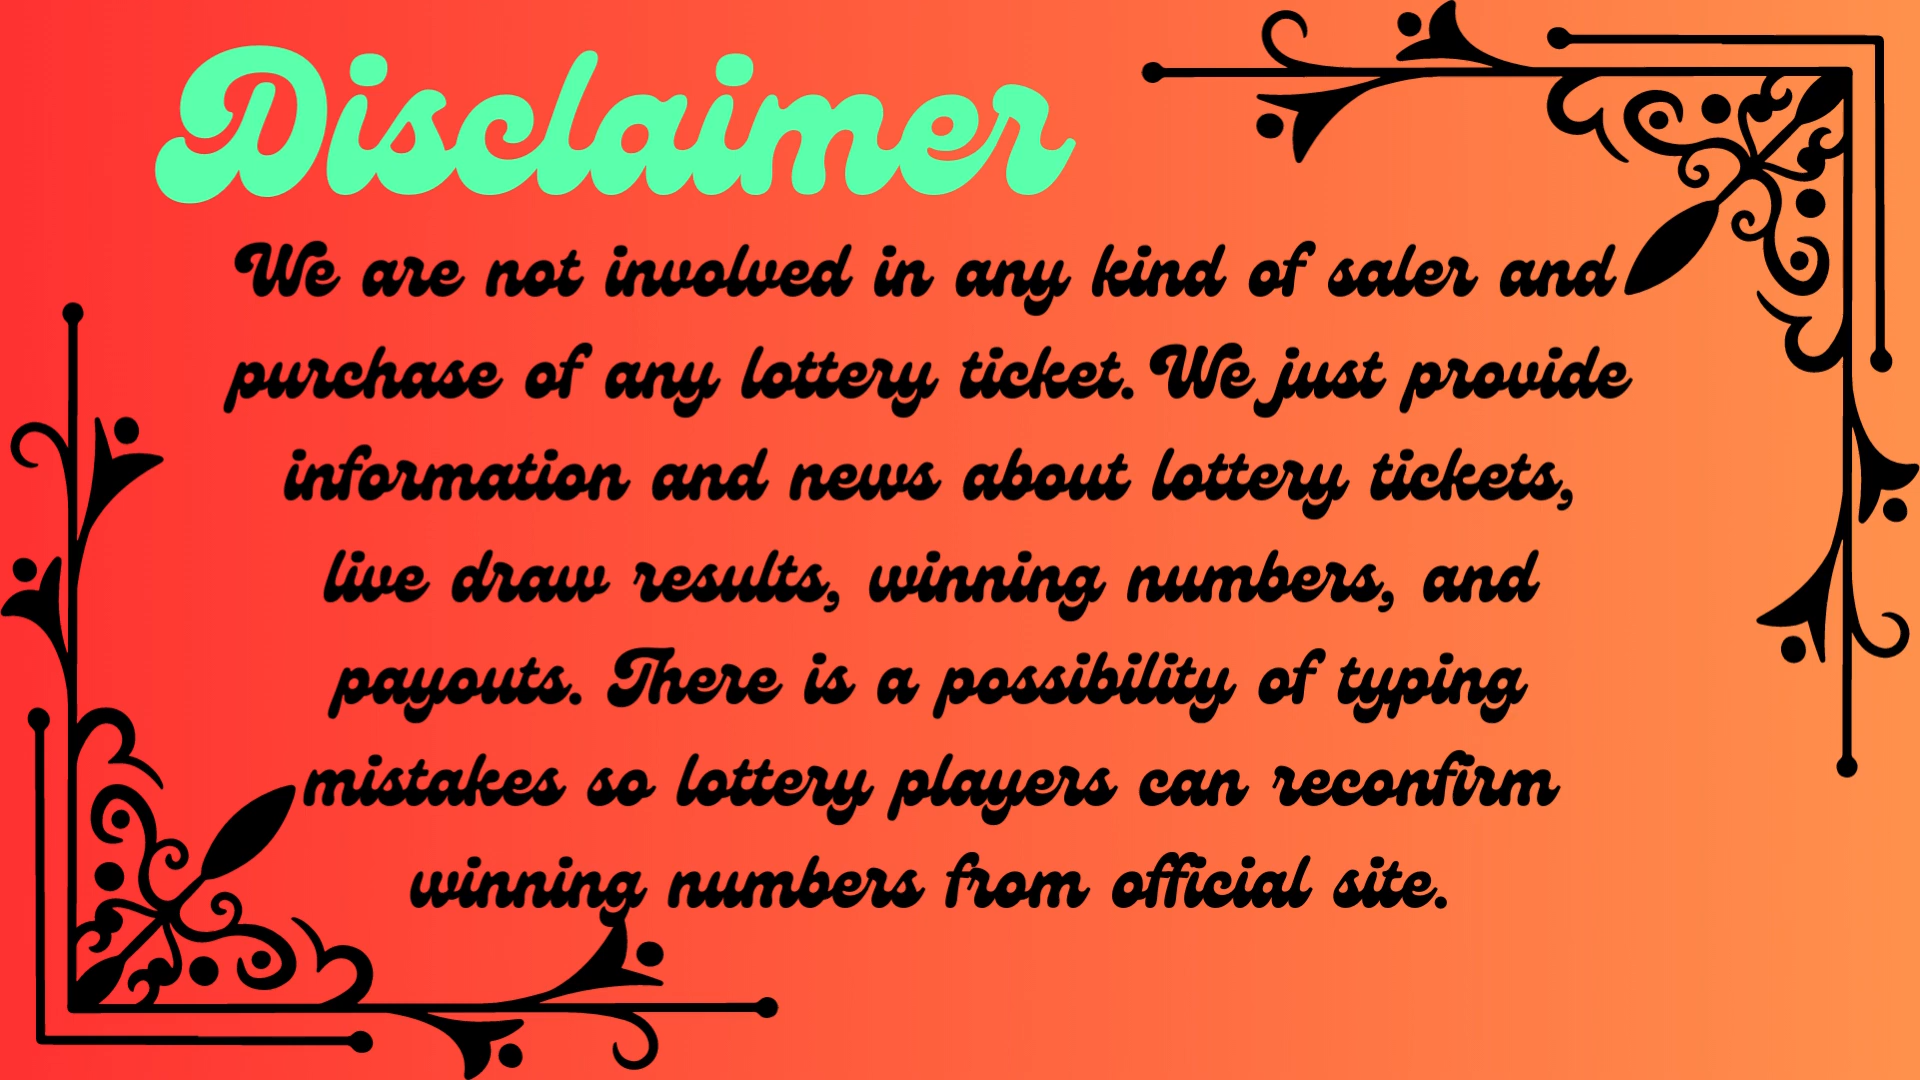 Disclaimer
We are not involved in any kind of saler and
purchase of any lottery ticket. We just provide
information and news about lottery tickets,
live draw results, winning numbers, and
payouts. There is a possibility of typing
mistakes so lottery players can reconfirm
winning numbers from official site.